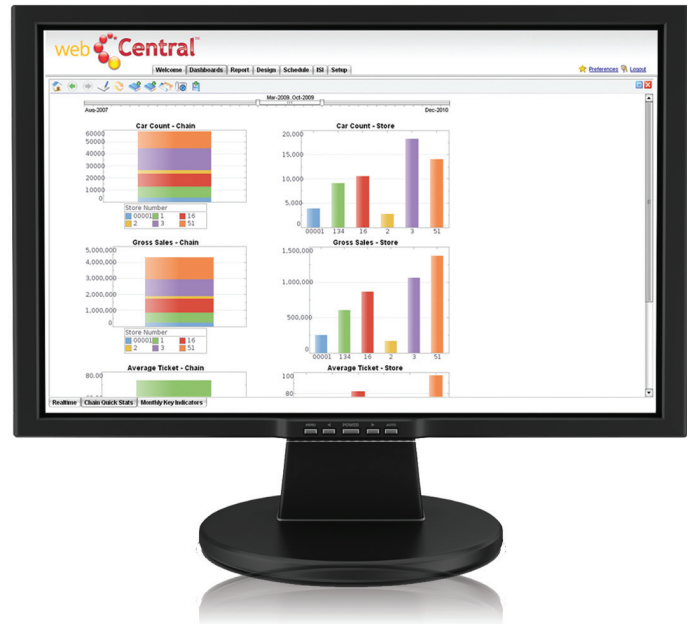 web Central™
Welcome Dashboards Report Design Schedule ISI Setup
Preferences Logout
Mar-2009..Oct-2009
Aug-2007 Dec-2010
Car Count - Chain
60000
50000
40000
30000
20000
10000
0
Store Number
00001 1 16
2 3 51
Car Count - Store
20,000
15,000
10,000
5,000
0
00001 134 16 2 3 51
Gross Sales - Chain
5,000,000
4,000,000
3,000,000
2,000,000
1,000,000
0
Store Number
00001 1 16
2 3 51
Gross Sales - Store
1,500,000
1,000,000
500,000
0
00001 134 16 2 3 51
Average Ticket - Chain
80.00
Average Ticket - Store
100
80
Realtime Chain Quick Stats Monthly Key Indicators
MENU POWER AUTO